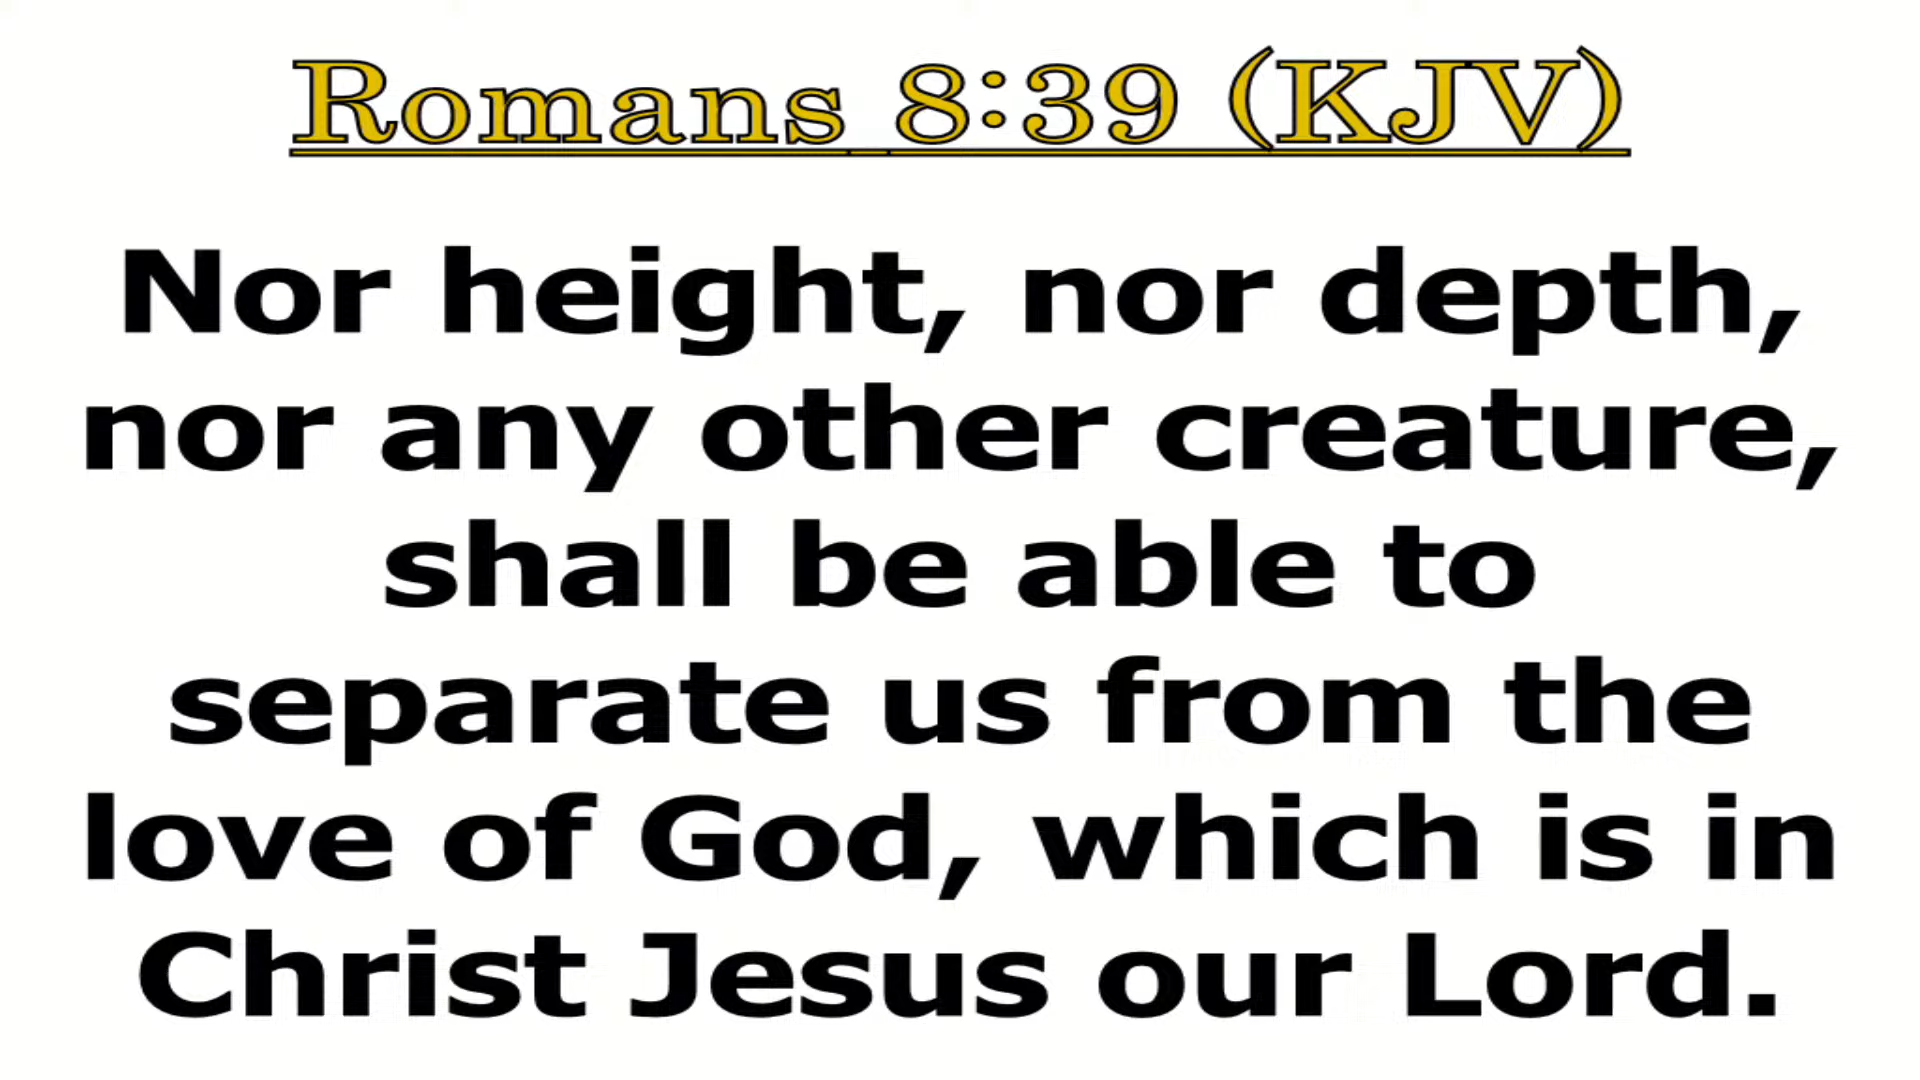 Romans 8:39 (KJV)
Nor height, nor depth,
nor any other creature,
shall be able to
separate us from the
love of God, which is in
Christ Jesus our Lord.